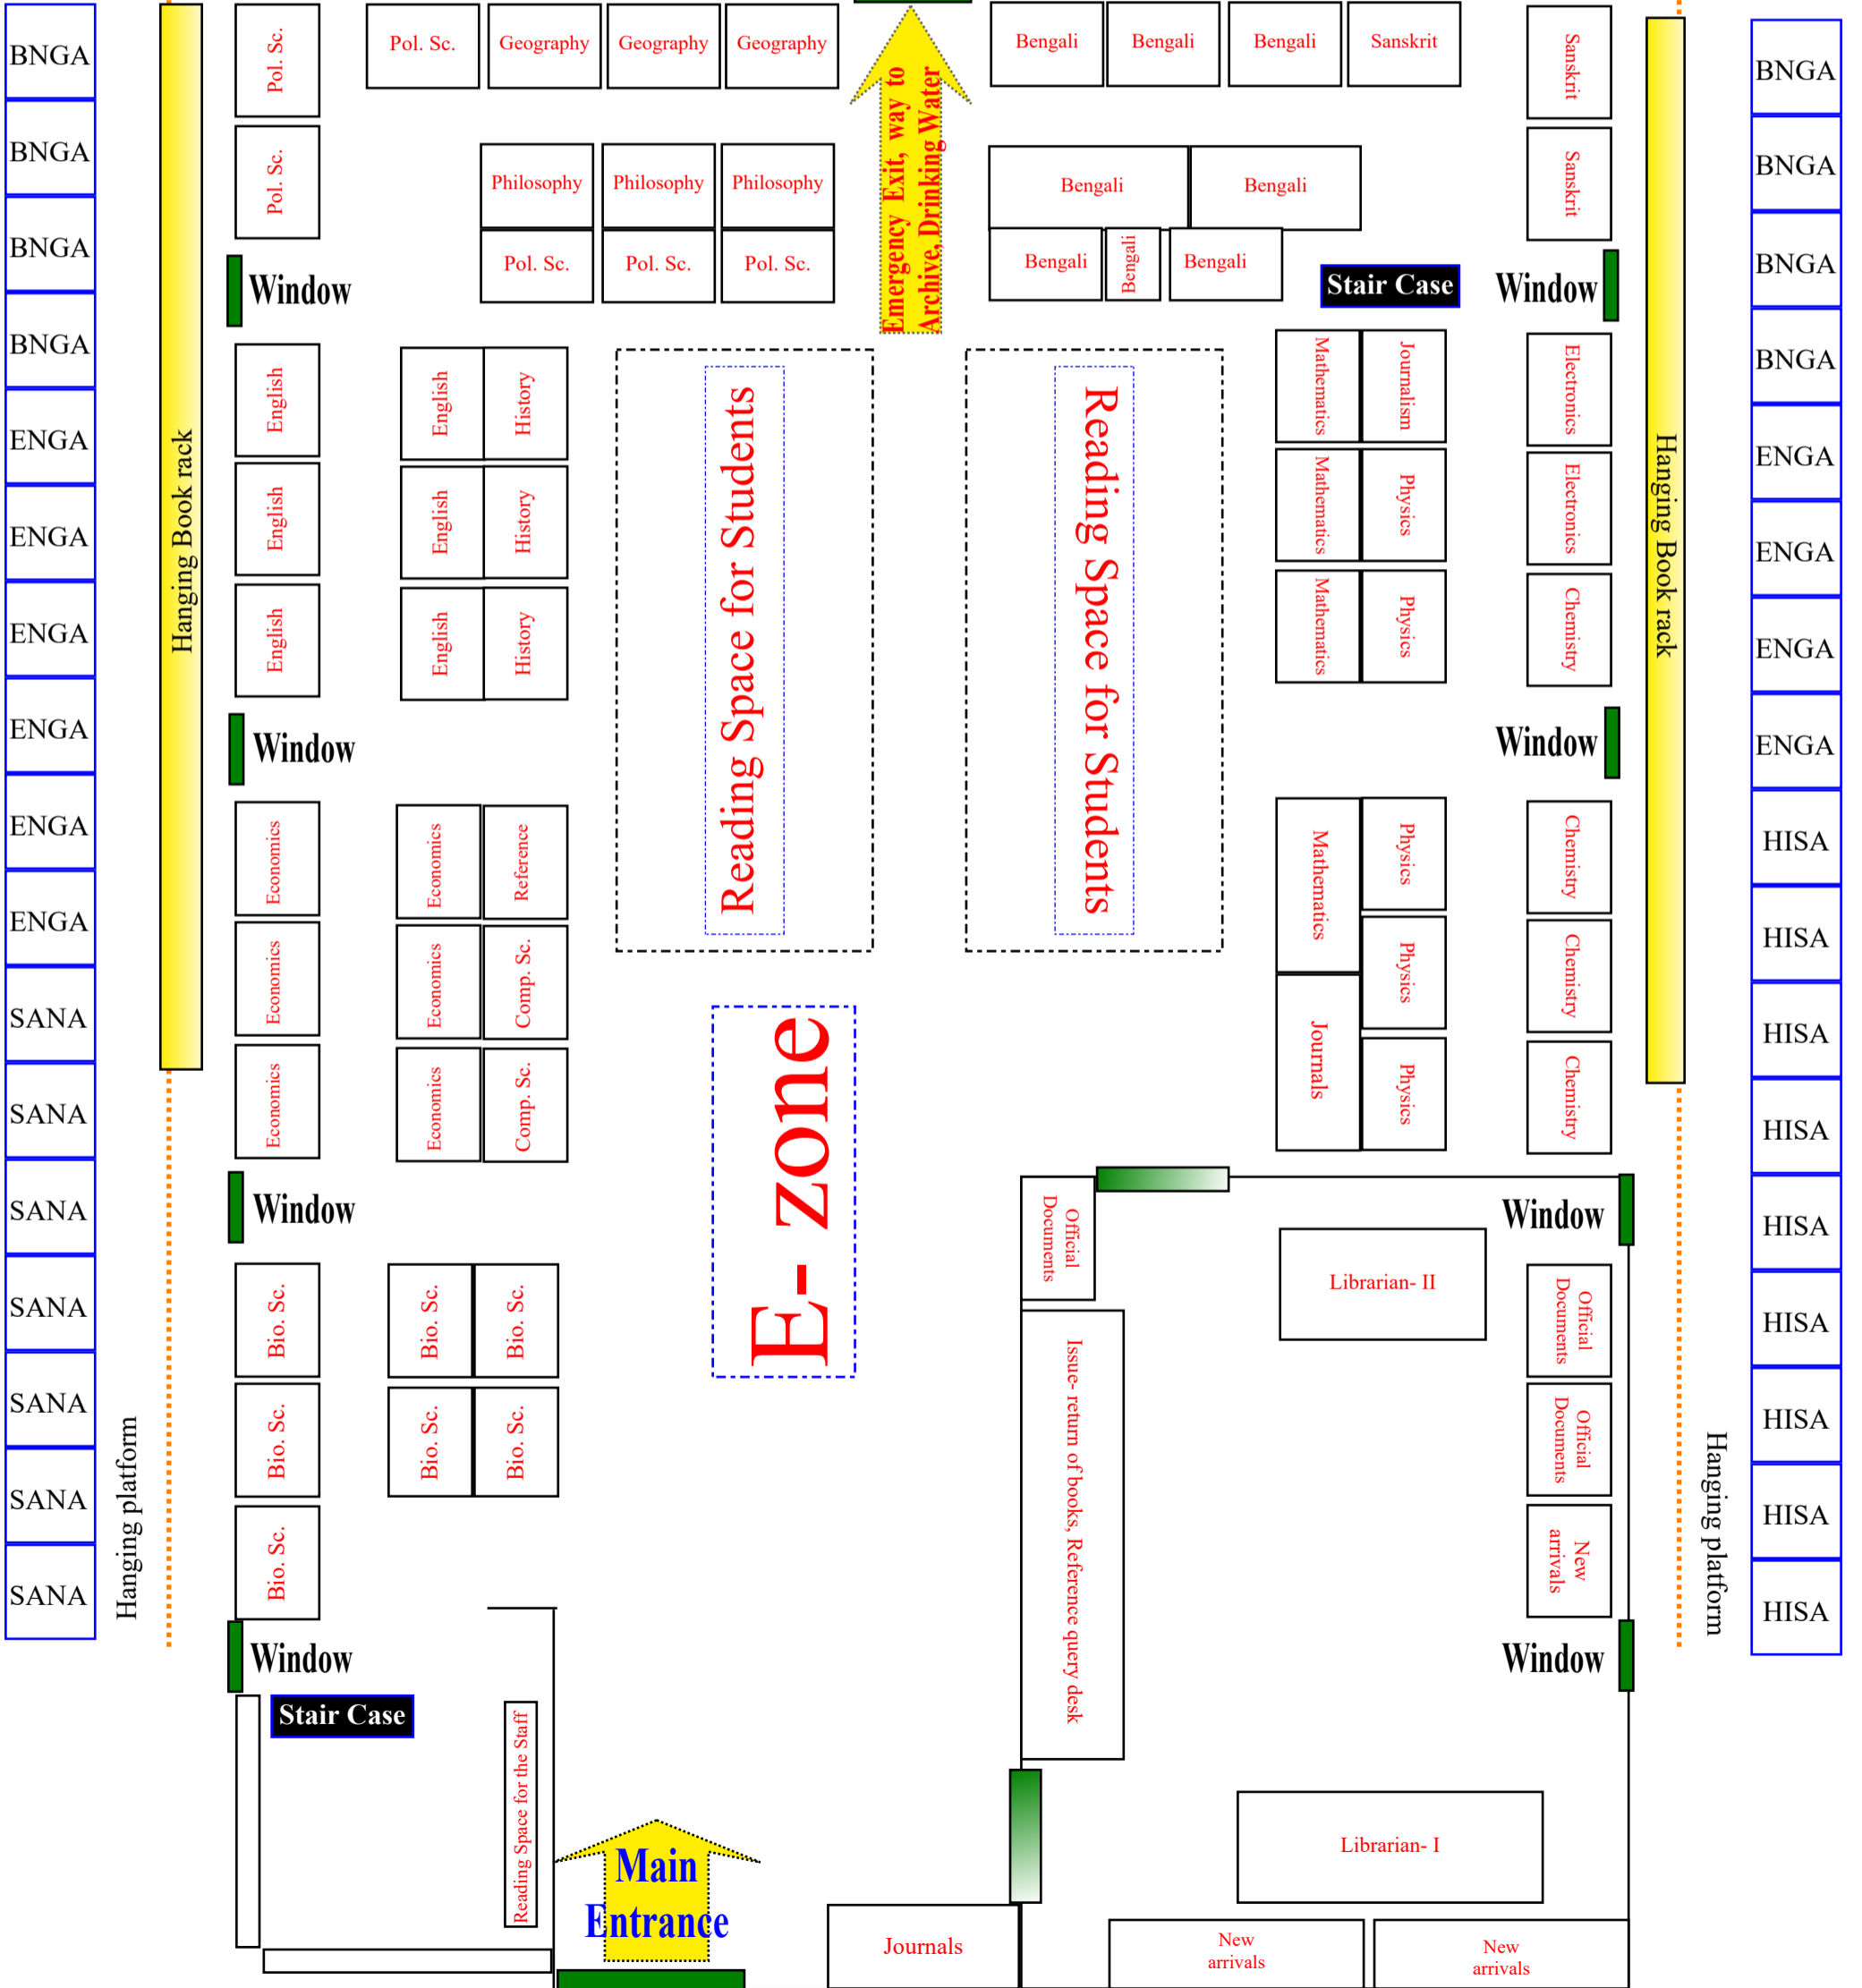 BNGA
BNGA
BNGA
BNGA
ENGA
ENGA
ENGA
ENGA
ENGA
ENGA
SANA
SANA
SANA
SANA
SANA
SANA
SANA
Hanging Book rack
Hanging platform
Pol. Sc.
Pol. Sc.
Window
English
English
English
Window
Economics
Economics
Economics
Window
Bio. Sc.
Bio. Sc.
Bio. Sc.
Window
Stair Case
Pol. Sc.
Geography
Geography
Geography
Philosophy
Philosophy
Philosophy
Pol. Sc.
Pol. Sc.
Pol. Sc.
English
History
English
History
English
History
Economics
Reference
Economics
Comp. Sc.
Economics
Comp. Sc.
Bio. Sc.
Bio. Sc.
Bio. Sc.
Bio. Sc.
Reading Space for the Staff
Main
Entrance
Emergency Exit, way to
Archive, Drinking Water
Reading Space for Students
Reading Space for Students
E- zone
Bengali
Bengali
Bengali
Sanskrit
Bengali
Bengali
Bengali
Bengali
Bengali
Stair Case
Mathematics
Journalism
Mathematics
Physics
Mathematics
Physics
Mathematics
Physics
Physics
Journals
Physics
Sanskrit
Sanskrit
Window
Electronics
Electronics
Chemistry
Window
Chemistry
Chemistry
Chemistry
Window
Official
Documents
Librarian- II
Issue- return of books, Reference query desk
Official
Documents
Official
Documents
New
arrivals
Window
Librarian- I
Journals
New
arrivals
New
arrivals
Hanging Book rack
Hanging platform
BNGA
BNGA
BNGA
BNGA
ENGA
ENGA
ENGA
ENGA
HISA
HISA
HISA
HISA
HISA
HISA
HISA
HISA
HISA